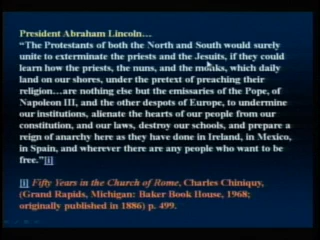 President Abraham Lincoln…
“The Protestants of both the North and South would surely
unite to exterminate the priests and the Jesuits, if they could
learn how the priests, the nuns, and the monks, which daily
land on our shores, under the pretext of preaching their
religion…are nothing else but the emissaries of the Pope, of
Napoleon III, and the other despots of Europe, to undermine
our institutions, alienate the hearts of our people from our
constitution, and our laws, destroy our schools, and prepare a
reign of anarchy here as they have done in Ireland, in Mexico,
in Spain, and wherever there are any people who want to be
free.”[i]
[i] Fifty Years in the Church of Rome, Charles Chiniquy,
(Grand Rapids, Michigan: Baker Book House, 1968;
originally published in 1886) p. 499.